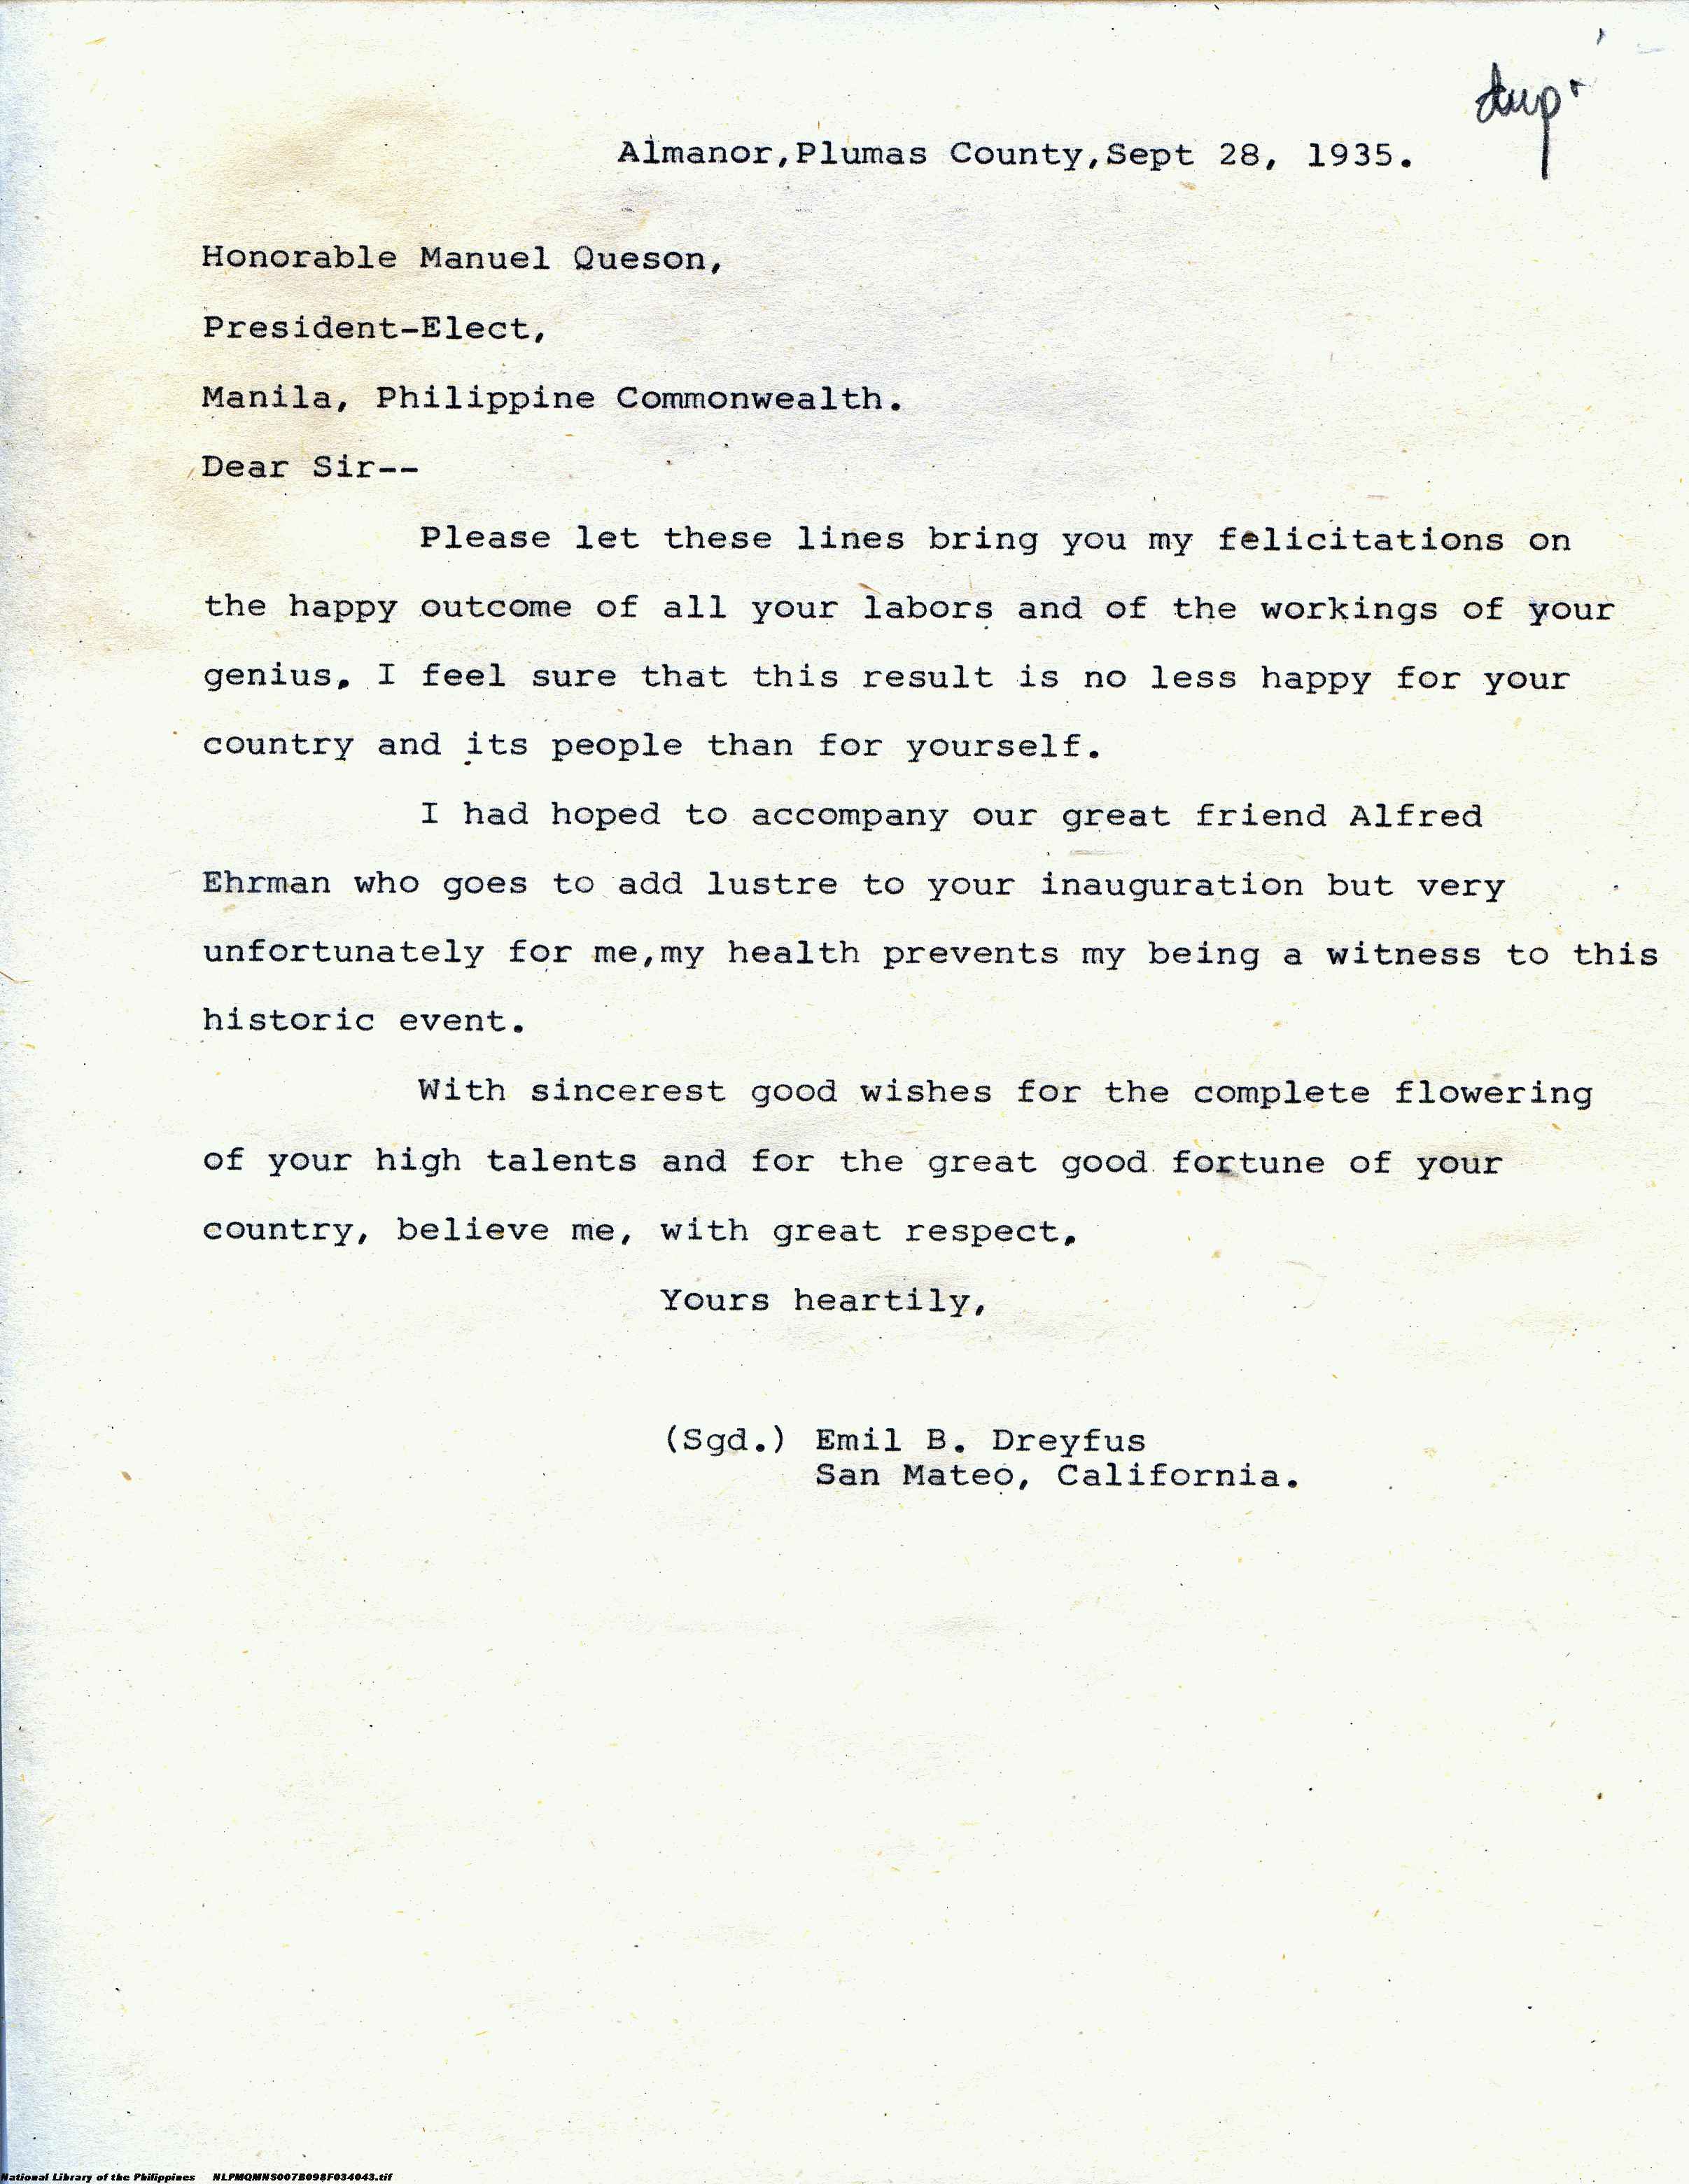 dup
Almanor,Plumas County,Sept 28, 1935.
Honorable Manuel Queson,
President-Elect,
Manila, Philippine Commonwealth.
Dear Sir--
Please let these lines bring you my felicitations on
the happy outcome of all your labors and of the workings of your
genius. I feel sure that this result is no less happy for your
country and its people than for yourself.
I had hoped to accompany our great friend Alfred
Ehrman who goes to add lustre to your inauguration but very
unfortunately for me,my health prevents my being a witness to this
historic event.
With sincerest good wishes for the complete flowering
of your high talents and for the great good fortune of your
country, believe me, with great respect,
Yours heartily,
(Sgd.) Emil B. Dreyfus
San Mateo, California.
National Library of the Philippines NLPMQMNS007B098F034043.tif